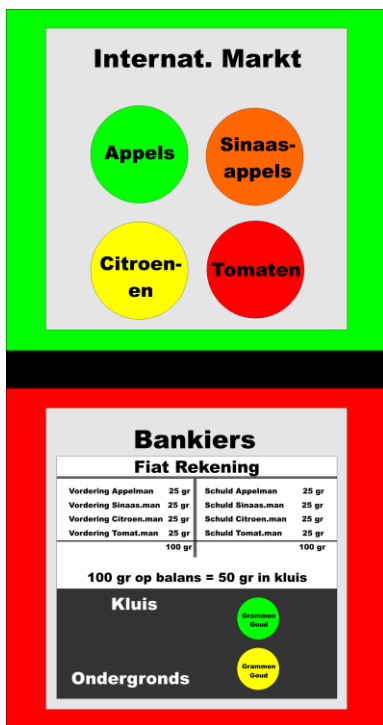 Internat. Markt
Appels
Sinaas-
appels
Citroen-
en
Tomaten
Bankiers
Fiat Rekening
Vordering Appelman 25 gr Schuld Appelman 25 gr
Vordering Sinaas.man 25 gr Schuld Sinaas.man 25 gr
Vordering Citroen.man 25 gr Schuld Citroen.man 25 gr
Vordering Tomat.man 25 gr Schuld Tomat.man 25 gr
100 gr 100 gr
100 gr op balans = 50 gr in kluis
Kluis
Grammen
Goud
Ondergronds
Grammen
Goud